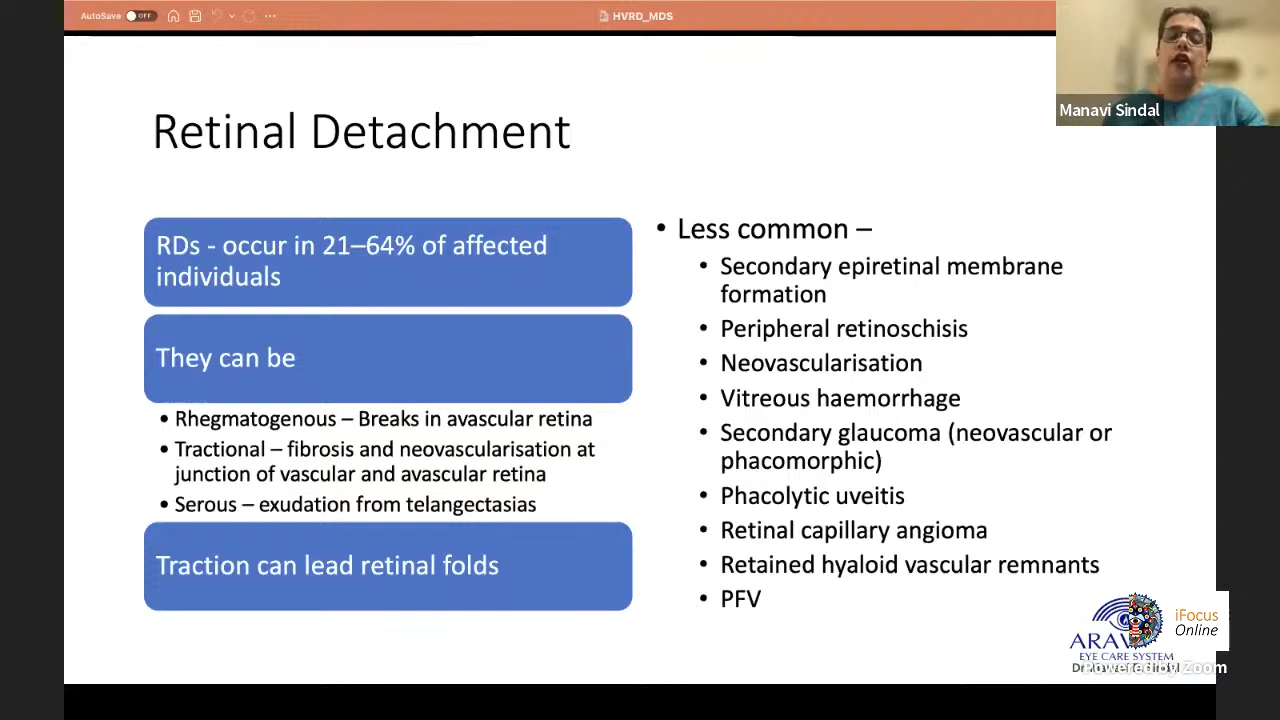 AutoSave OFF
HVRD_MDS
Manavi Sindal
Retinal Detachment
RDs - occur in 21–64% of affected
individuals
They can be
• Rhegmatogenous – Breaks in avascular retina
• Tractional – fibrosis and neovascularisation at
junction of vascular and avascular retina
• Serous – exudation from telangectasias
Traction can lead retinal folds
• Less common –
• Secondary epiretinal membrane
formation
• Peripheral retinoschisis
• Neovascularisation
• Vitreous haemorrhage
• Secondary glaucoma (neovascular or
phacomorphic)
• Phacolytic uveitis
• Retinal capillary angioma
• Retained hyaloid vascular remnants
• PFV
iFocus
Online
EYE CARE SYSTEM
Powered by Zoom